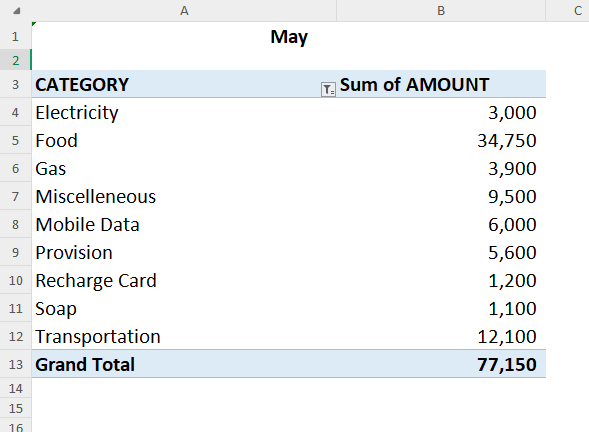 A B C
1 May
2
3 CATEGORY Sum of AMOUNT
4 Electricity 3,000
5 Food 34,750
6 Gas 3,900
7 Miscelleneous 9,500
8 Mobile Data 6,000
9 Provision 5,600
10 Recharge Card 1,200
11 Soap 1,100
12 Transportation 12,100
13 Grand Total 77,150
14
15
16